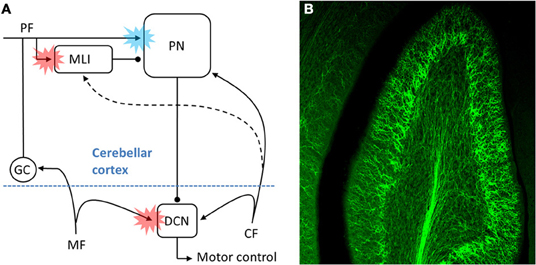 A
PF
MLI
PN
Cerebellar
cortex
GC
DCN
MF
CF
Motor control
B